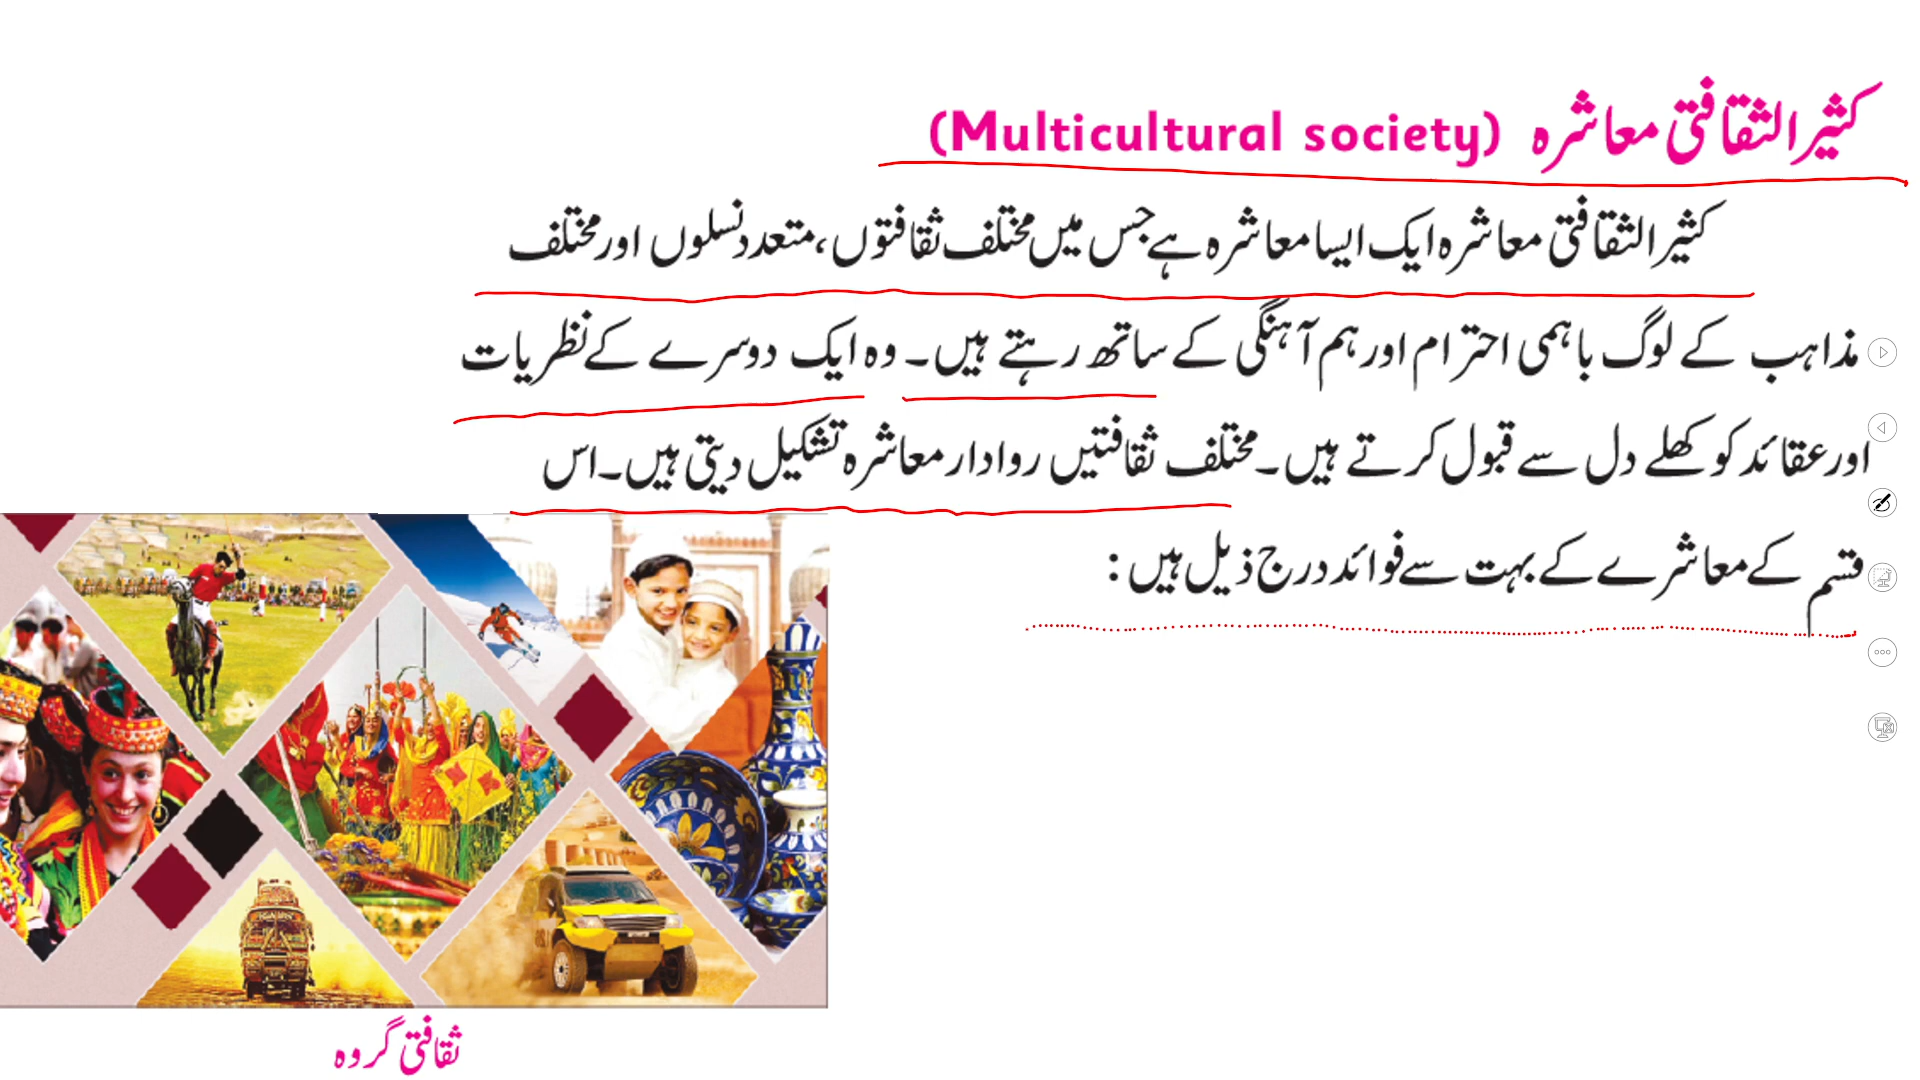 کثیر الثقافتی معاشرہ (Multicultural society)
کثیر الثقافتی معاشرہ ایک ایسا معاشرہ ہے جس میں مختلف ثقافتوں، متعدد نسلوں اور مختلف
مذاہب کے لوگ باہمی احترام اور ہم آہنگی کے ساتھ رہتے ہیں۔ وہ ایک دوسرے کے نظریات
اور عقائد کو کھلے دل سے قبول کرتے ہیں۔ مختلف ثقافتیں روادار معاشرہ تشکیل دیتی ہیں۔ اس
قسم کے معاشرے کے بہت سے فوائد درج ذیل ہیں:
ثقافتی گروہ